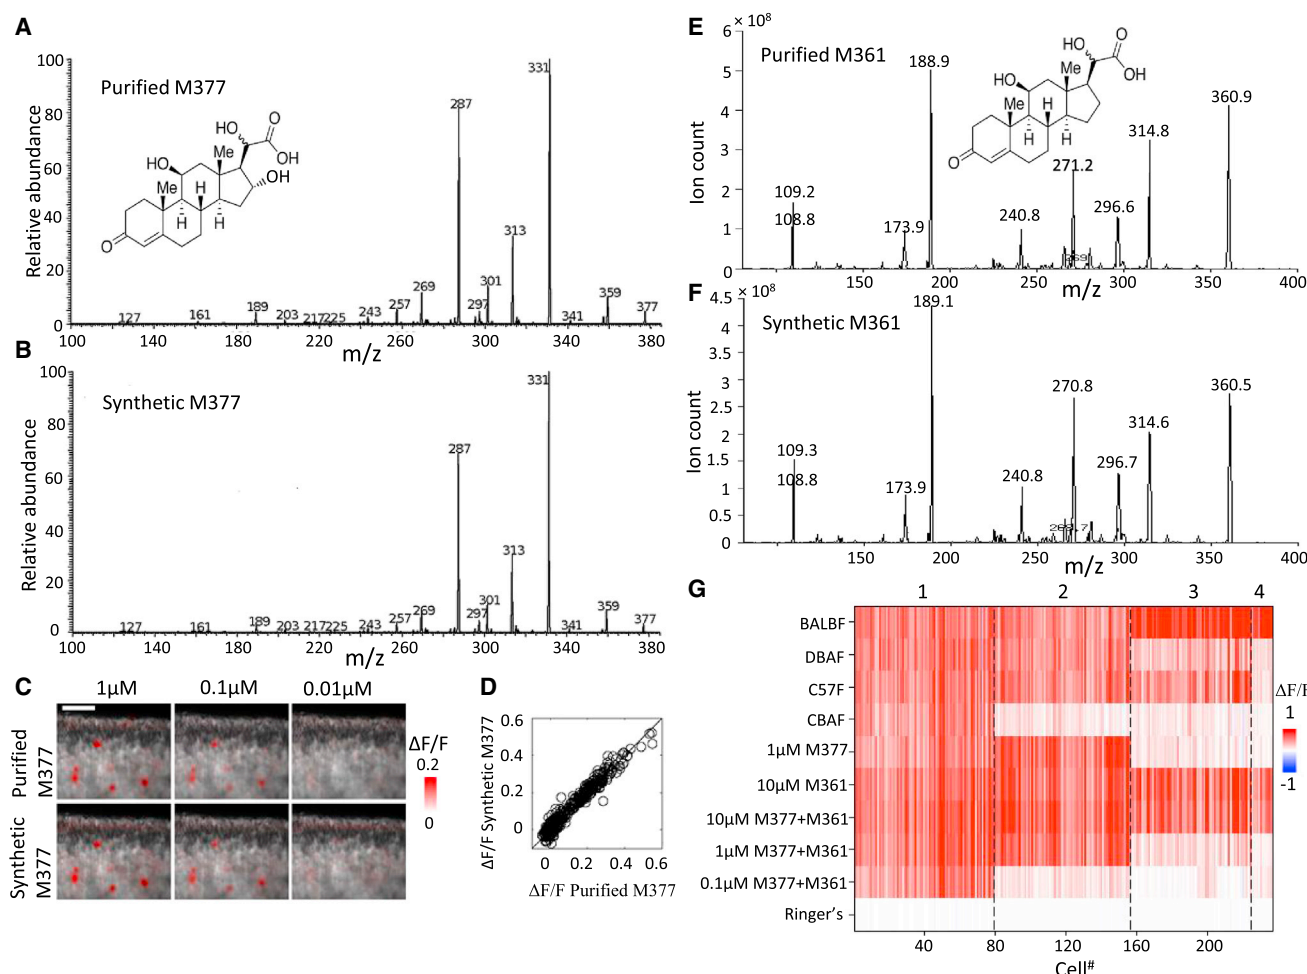 A
Purified M377
Relative abundance
100
80
60
40
20
0
HO
O
OH
Me
HO
OH
Me
H
H
H
O
127
161
189
203
217
225
243
257
269
287
297
301
313
331
341
359
377
100
140
180
220
260
300
340
380
m/z
B
Synthetic M377
Relative abundance
100
80
60
40
20
0
127
161
189
203
217
225
243
257
269
287
297
301
313
331
341
359
377
100
140
180
220
260
300
340
380
m/z
C
1µM 0.1µM 0.01µM
Purified
M377
Synthetic
M377
ΔF/F
0.2
0
D
ΔF/F Synthetic M377
0.6
0.4
0.2
0
0 0.2 0.4 0.6
ΔF/F Purified M377
E
6 × 10⁸
Purified M361
Ion count
5
4
3
2
1
0
HO
O
OH
Me
HO
Me
H
H
H
O
109.2
108.8
173.9
188.9
240.8
271.2
296.6
314.8
360.9
150 200 250 300 350 400
m/z
F
4.5 × 10⁸
Synthetic M361
Ion count
4
3.5
3
2.5
2
1.5
1
0.5
0
109.3
108.8
173.9
189.1
240.8
270.8
296.7
314.6
360.5
150 200 250 300 350 400
m/z
G
1 2 3 4
BALBF
DBAF
C57F
CBAF
1µM M377
10µM M361
10µM M377+M361
1µM M377+M361
0.1µM M377+M361
Ringer's
40 80 120 160 200
Cell#
1
-1